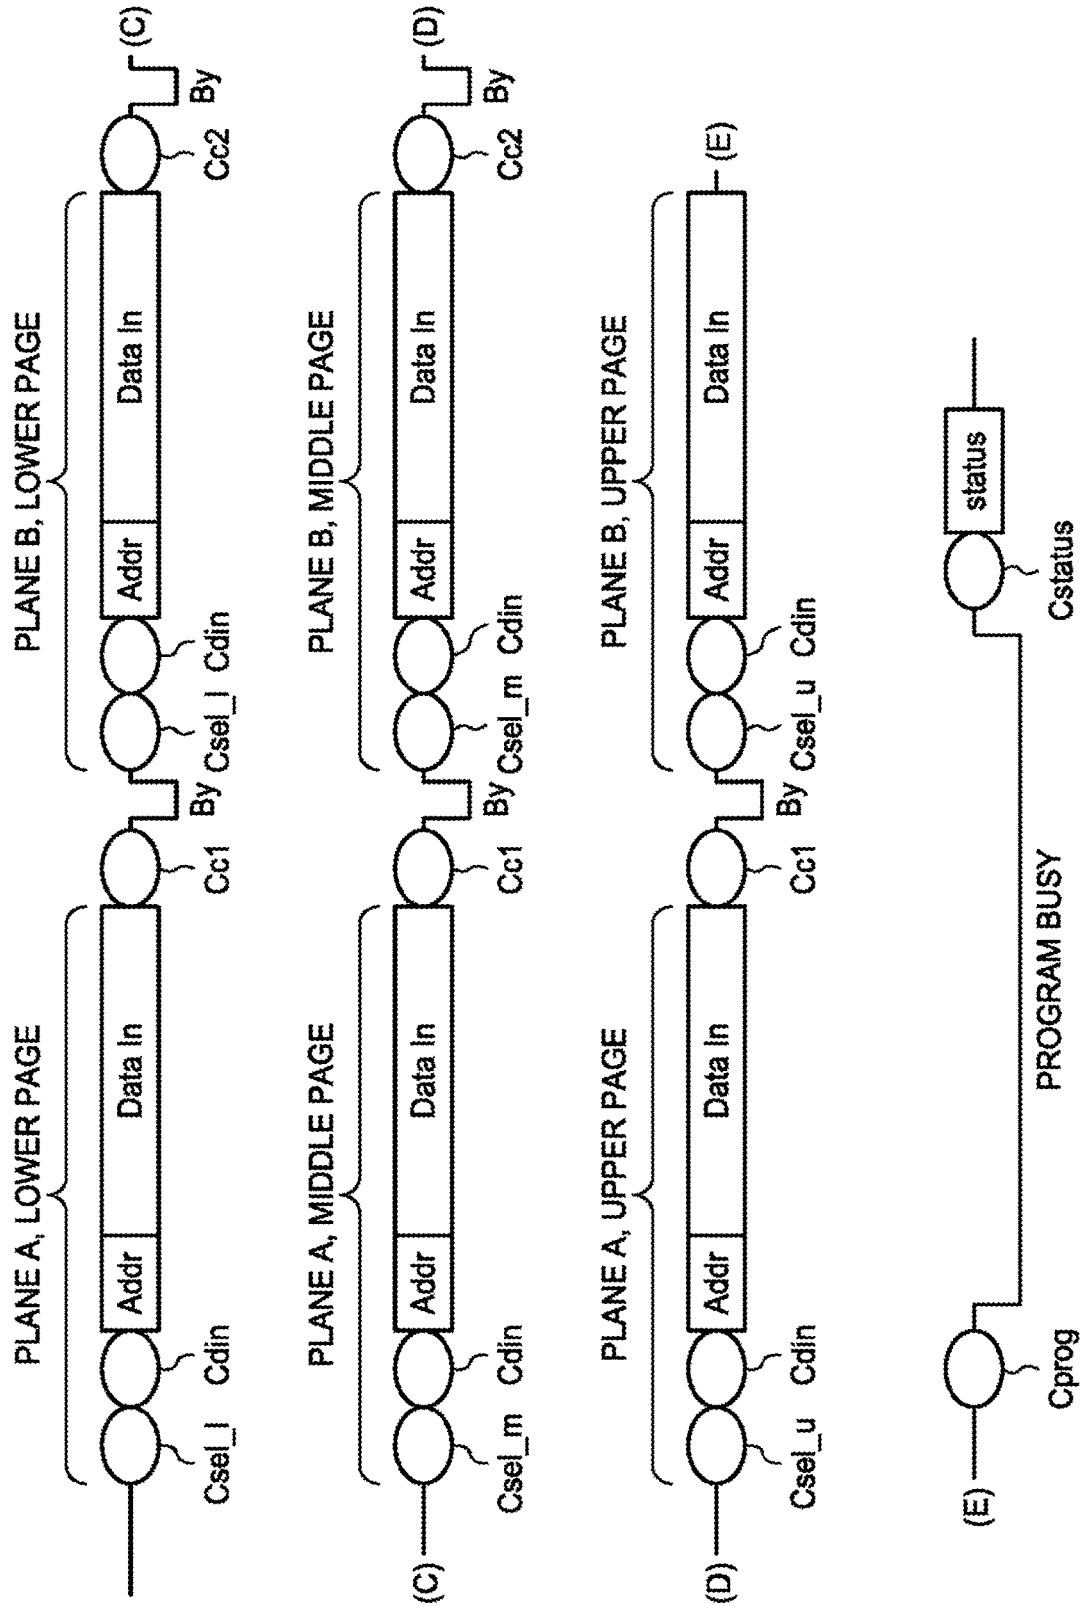 PLANE A, LOWER PAGE
PLANE B, LOWER PAGE
Addr
Data In
Addr
Data In
(C)
Csel_l
Cdin
Cc1
By
Csel_l
Cdin
Cc2
By
PLANE A, MIDDLE PAGE
PLANE B, MIDDLE PAGE
(C)
Addr
Data In
Addr
Data In
(D)
Csel_m
Cdin
Cc1
By
Csel_m
Cdin
Cc2
By
PLANE A, UPPER PAGE
PLANE B, UPPER PAGE
(D)
Addr
Data In
Addr
Data In
(E)
Csel_u
Cdin
Cc1
By
Csel_u
Cdin
(E)
status
Cprog
PROGRAM BUSY
Cstatus